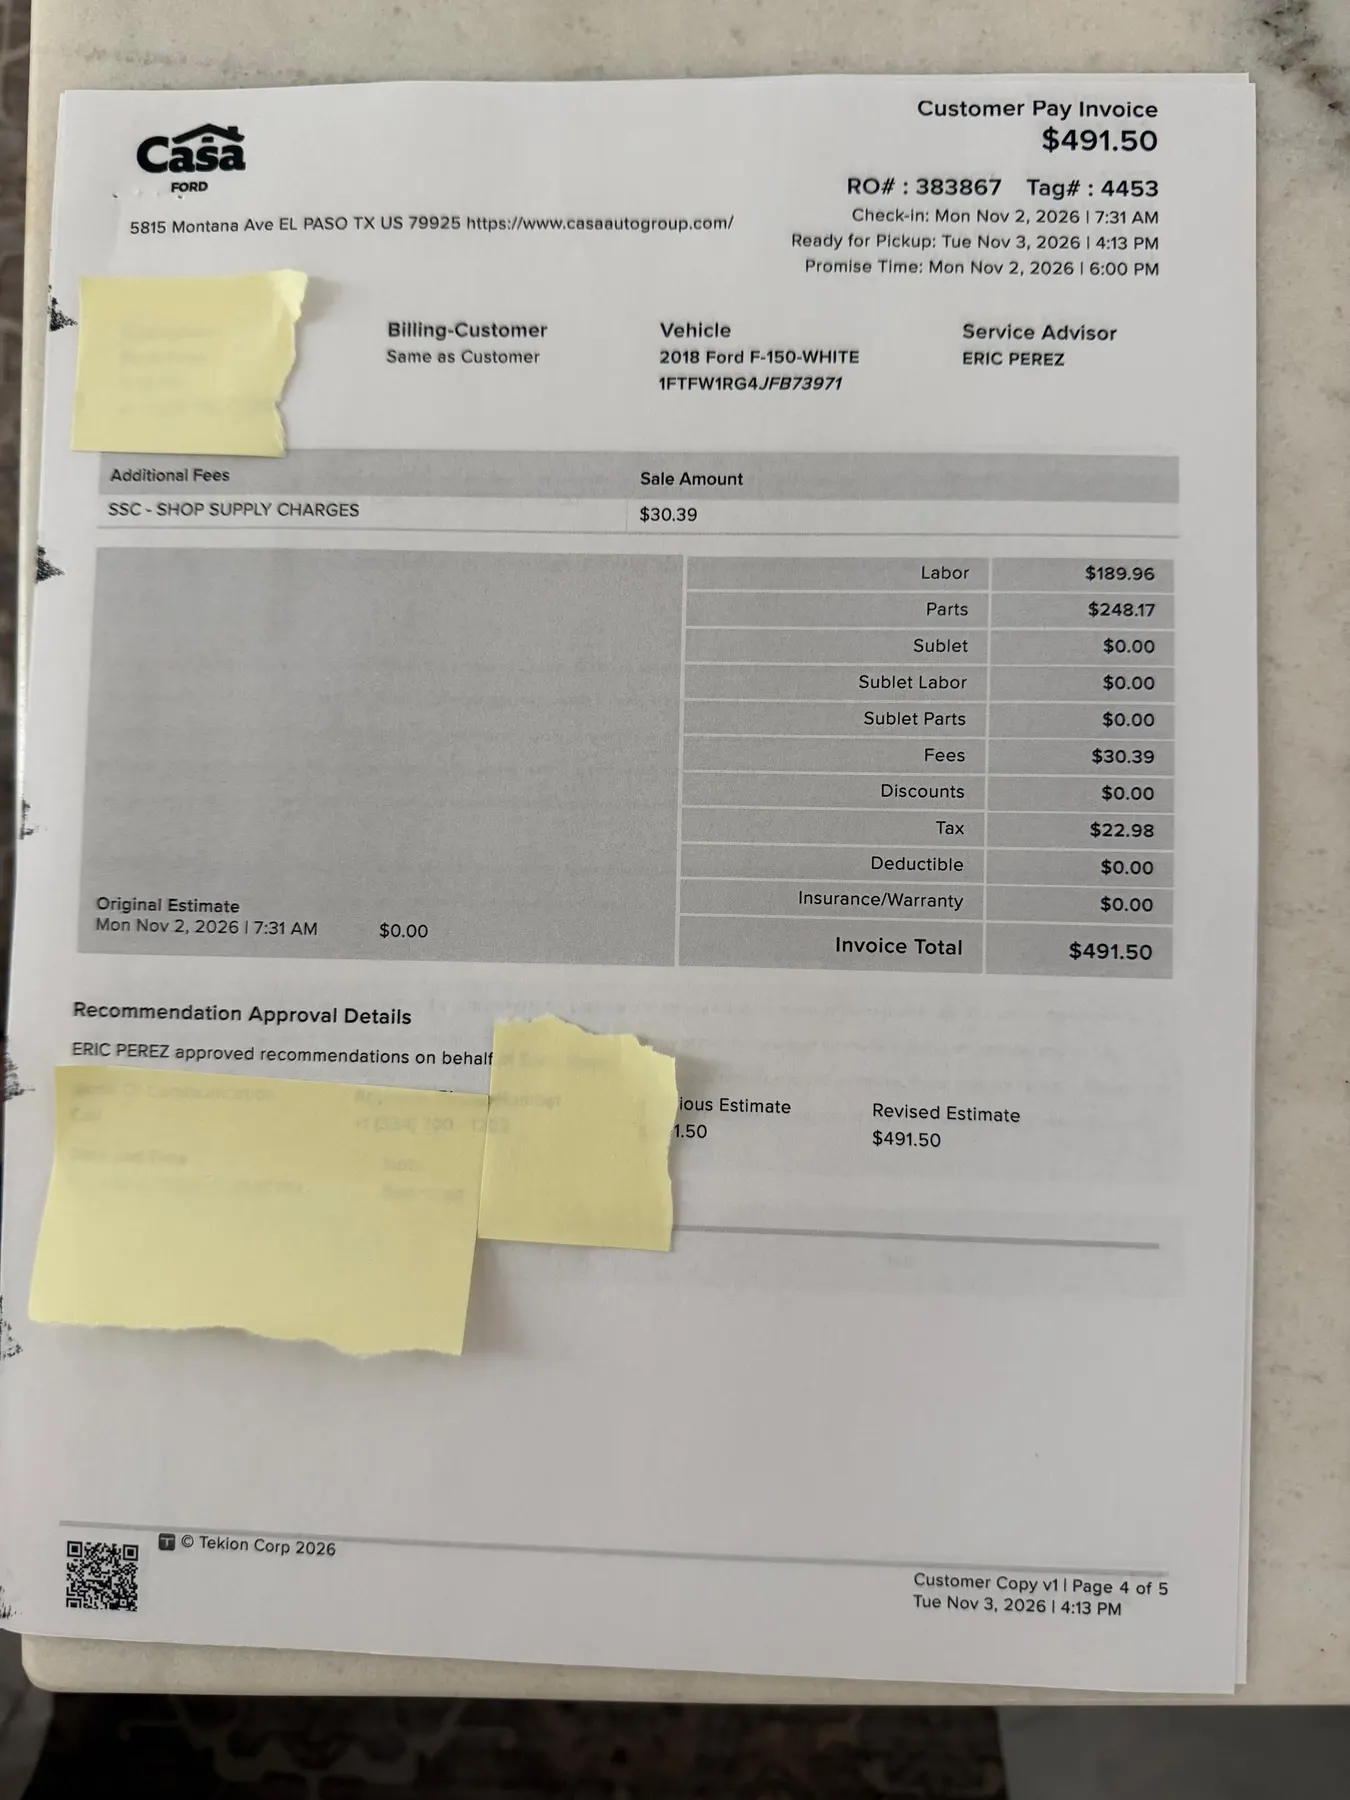 Casa
FORD
Customer Pay Invoice
$491.50
RO# : 383867 Tag# : 4453
Check-in: Mon Nov 2, 2026 | 7:31 AM
Ready for Pickup: Tue Nov 3, 2026 | 4:13 PM
Promise Time: Mon Nov 2, 2026 | 6:00 PM
5815 Montana Ave EL PASO TX US 79925 https://www.casaautogroup.com/
Billing-Customer
Same as Customer
Vehicle
2018 Ford F-150-WHITE
1FTFW1RG4JFB73971
Service Advisor
ERIC PEREZ
Additional Fees Sale Amount
SSC - SHOP SUPPLY CHARGES $30.39
Labor $189.96
Parts $248.17
Sublet $0.00
Sublet Labor $0.00
Sublet Parts $0.00
Fees $30.39
Discounts $0.00
Tax $22.98
Deductible $0.00
Insurance/Warranty $0.00
Invoice Total $491.50
Original Estimate
Mon Nov 2, 2026 | 7:31 AM $0.00
Recommendation Approval Details
ERIC PEREZ approved recommendations on behalf
ious Estimate Revised Estimate
1.50 $491.50
© Tekion Corp 2026
Customer Copy v1 | Page 4 of 5
Tue Nov 3, 2026 | 4:13 PM